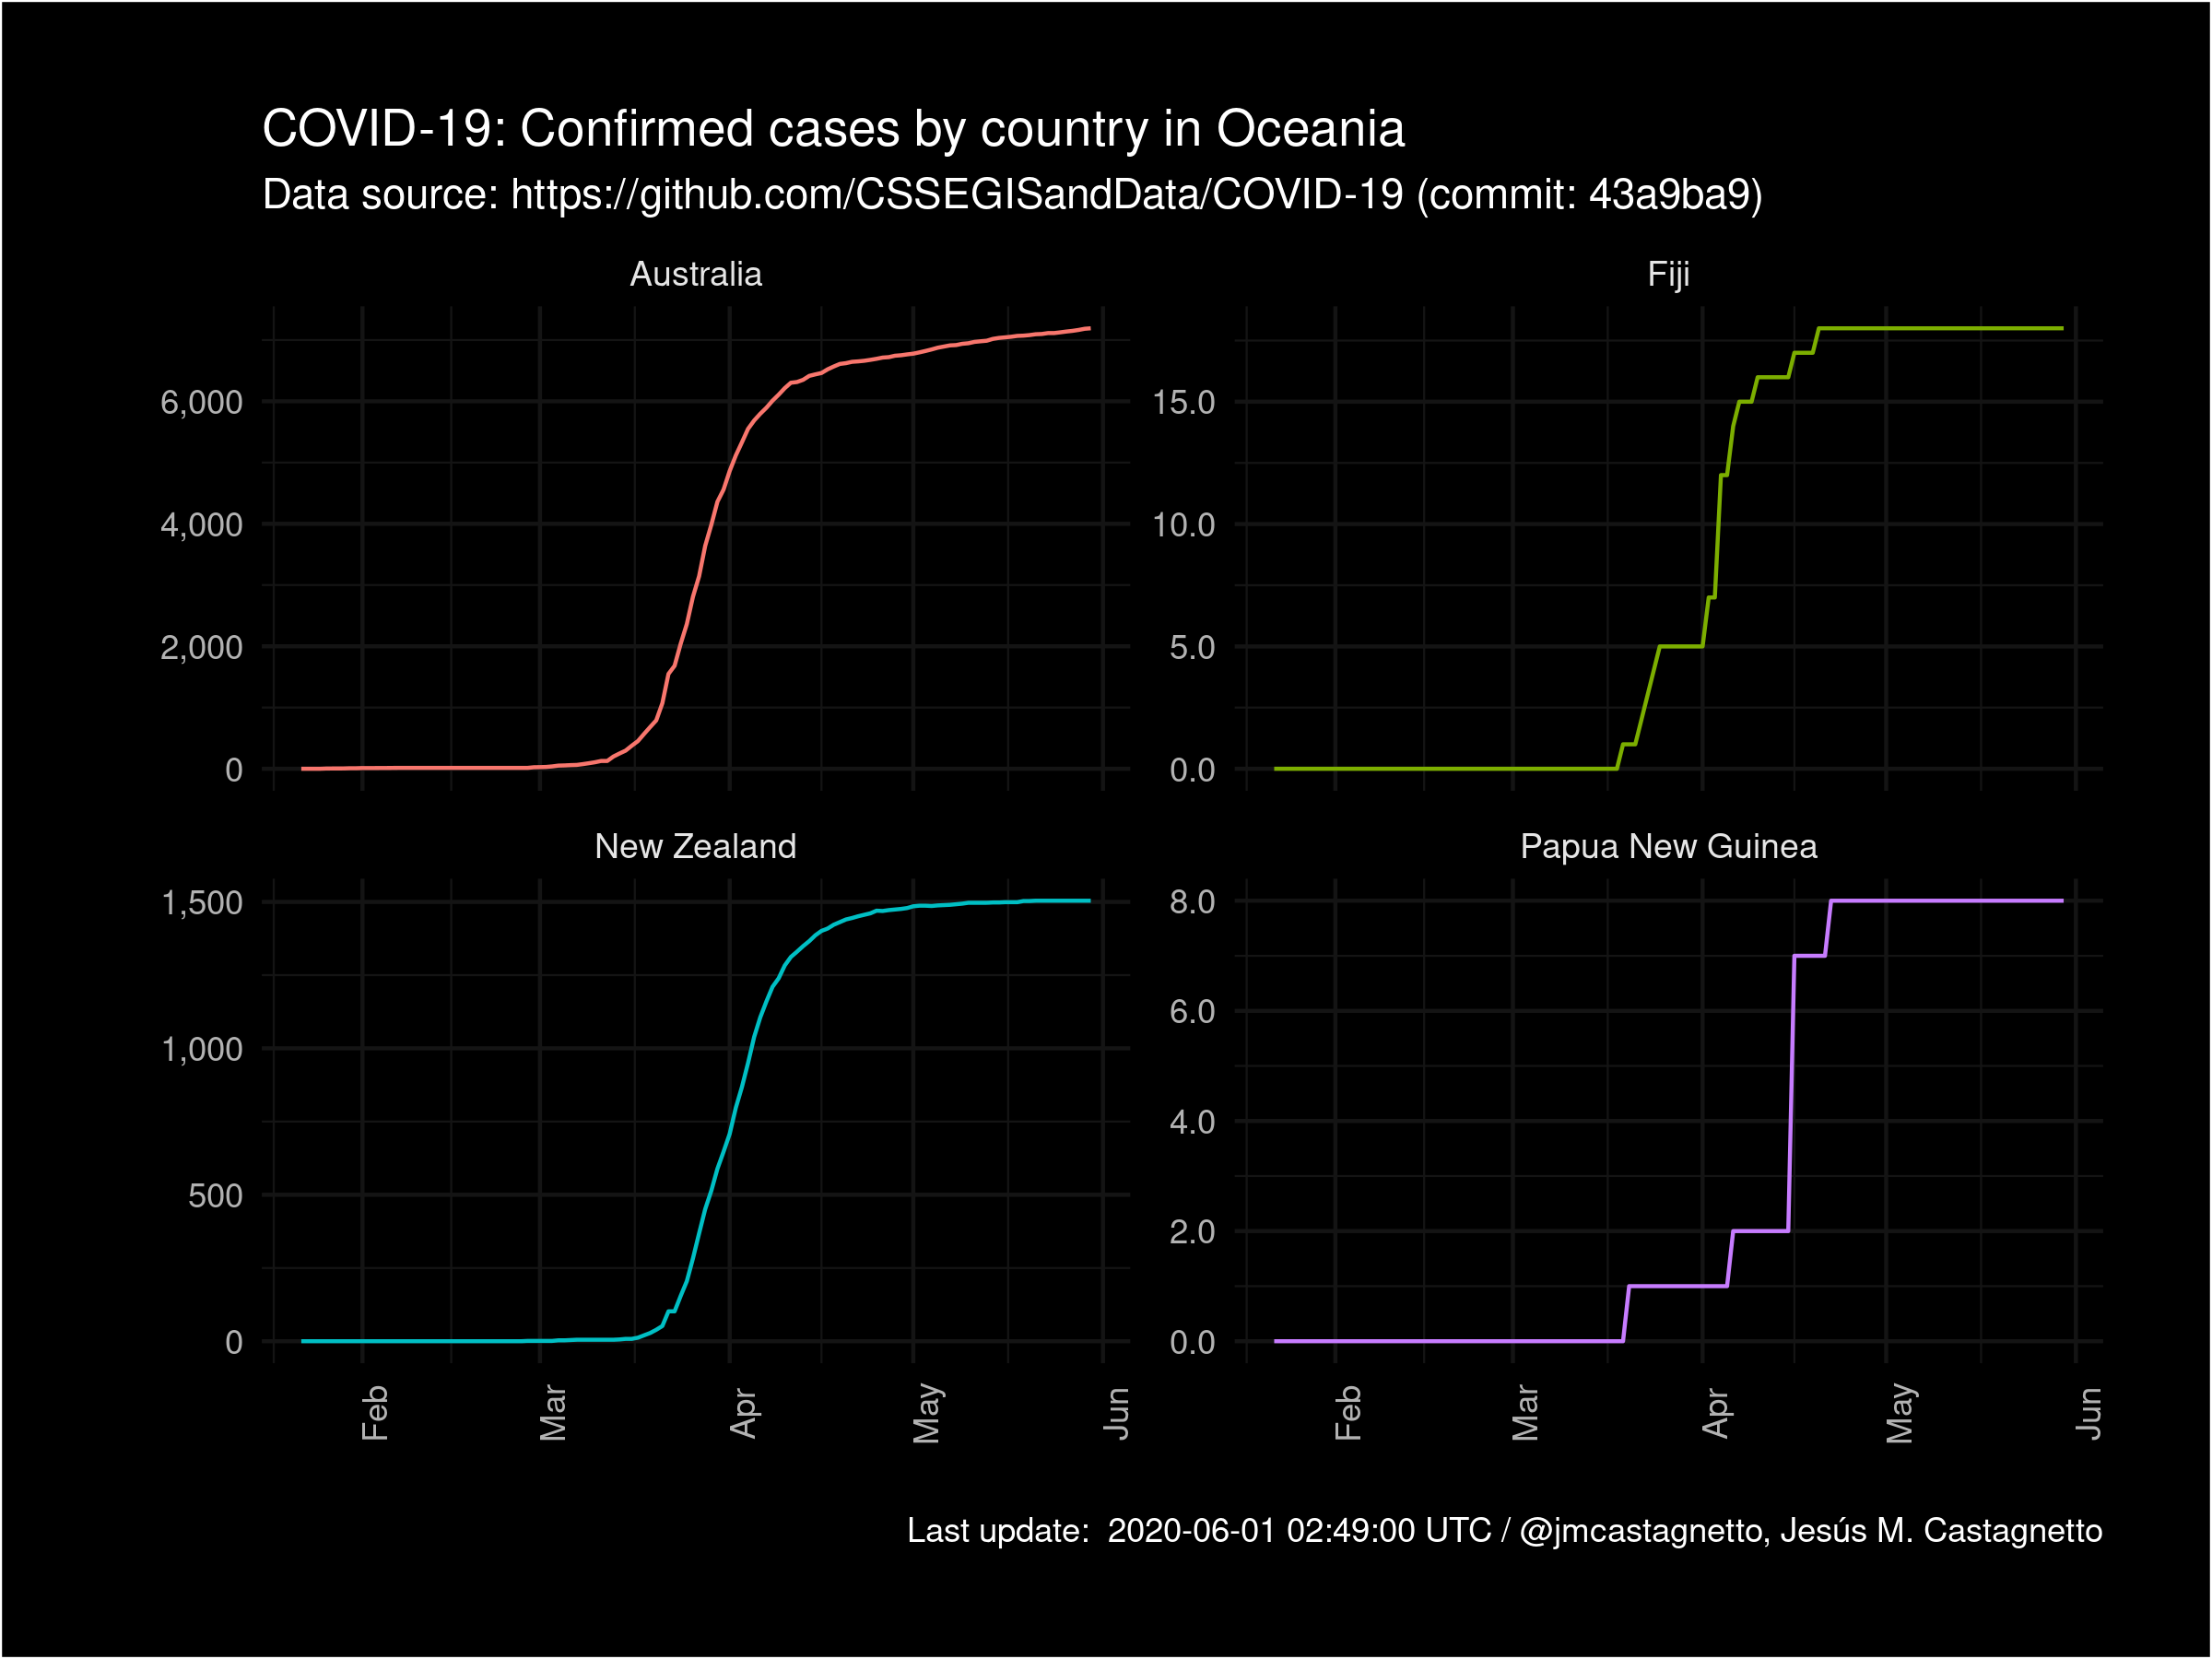 COVID-19: Confirmed cases by country in Oceania
Data source: https://github.com/CSSEGISandData/COVID-19 (commit: 43a9ba9)
Australia
6,000
4,000
2,000
0
Fiji
15.0
10.0
5.0
0.0
New Zealand
1,500
1,000
500
0
Feb
Mar
Apr
May
Jun
Papua New Guinea
8.0
6.0
4.0
2.0
0.0
Feb
Mar
Apr
May
Jun
Last update:  2020-06-01 02:49:00 UTC / @jmcastagnetto, Jesús M. Castagnetto